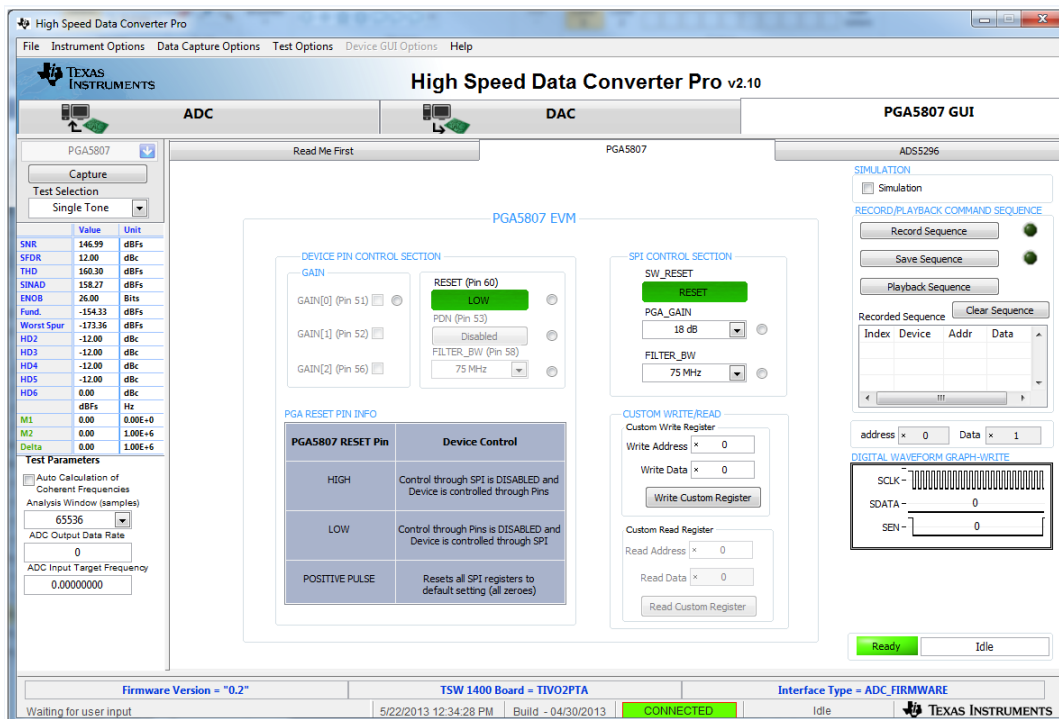 High Speed Data Converter Pro
File Instrument Options Data Capture Options Test Options Device GUI Options Help
TEXAS INSTRUMENTS
High Speed Data Converter Pro v2.10
ADC DAC PGA5807 GUI
PGA5807
Read Me First PGA5807 ADS5296
Capture
Test Selection
Single Tone
Value Unit
SNR 146.99 dBFs
SFDR 12.00 dBc
THD 160.30 dBFs
SINAD 158.27 dBFs
ENOB 26.00 Bits
Fund. -154.33 dBFs
Worst Spur -173.36 dBFs
HD2 -12.00 dBc
HD3 -12.00 dBc
HD4 -12.00 dBc
HD5 -12.00 dBc
HD6 0.00 dBc
dBFs Hz
M1 0.00 0.00E+0
M2 0.00 1.00E+6
Delta 0.00 1.00E+6
Test Parameters
Auto Calculation of
Coherent Frequencies
Analysis Window (samples)
65536
ADC Output Data Rate
0
ADC Input Target Frequency
0.00000000
PGA5807 EVM
DEVICE PIN CONTROL SECTION
GAIN
GAIN[0] (Pin 51)
GAIN[1] (Pin 52)
GAIN[2] (Pin 56)
RESET (Pin 60)
LOW
PDN (Pin 53)
Disabled
FILTER_BW (Pin 58)
75 MHz
PGA RESET PIN INFO
PGA5807 RESET Pin Device Control
HIGH Control through SPI is DISABLED and
Device is controlled through Pins
LOW Control through Pins is DISABLED and
Device is controlled through SPI
POSITIVE PULSE Resets all SPI registers to
default setting (all zeroes)
SPI CONTROL SECTION
SW_RESET
RESET
PGA_GAIN
18 dB
FILTER_BW
75 MHz
CUSTOM WRITE/READ
Custom Write Register
Write Address × 0
Write Data × 0
Write Custom Register
Custom Read Register
Read Address × 0
Read Data × 0
Read Custom Register
SIMULATION
Simulation
RECORD/PLAYBACK COMMAND SEQUENCE
Record Sequence
Save Sequence
Playback Sequence
Recorded Sequence Clear Sequence
Index Device Addr Data
address × 0 Data × 1
DIGITAL WAVEFORM GRAPH-WRITE
SCLK
SDATA 0
SEN 0
Ready Idle
Firmware Version = "0.2" TSW 1400 Board = TIVO2PTA Interface Type = ADC_FIRMWARE
Waiting for user input 5/22/2013 12:34:28 PM Build - 04/30/2013 CONNECTED Idle TEXAS INSTRUMENTS